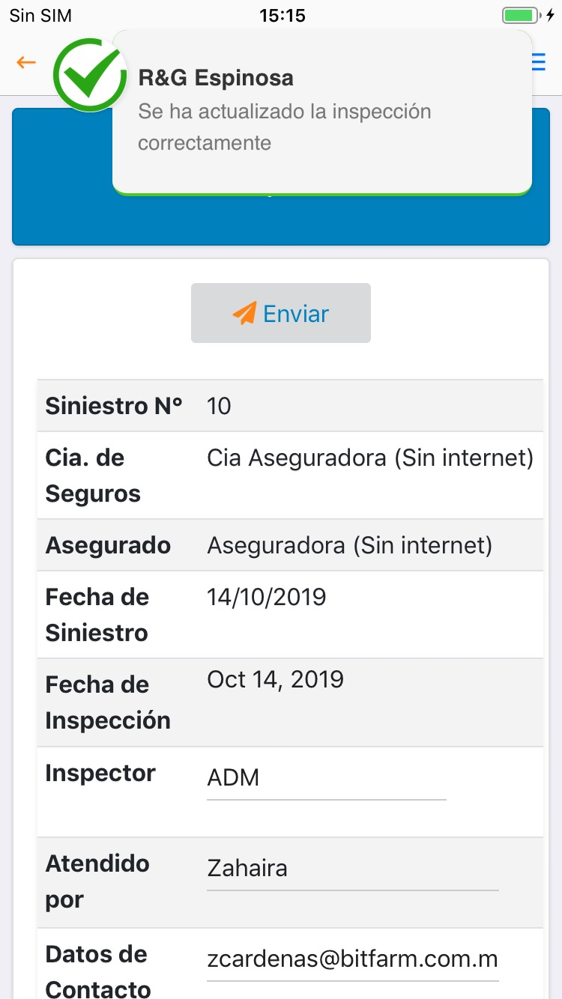 Sin SIM 15:15
R&G Espinosa
Se ha actualizado la inspección
correctamente
Enviar
Siniestro Nº 10
Cia. de
Seguros
Cia Aseguradora (Sin internet)
Asegurado Aseguradora (Sin internet)
Fecha de
Siniestro
14/10/2019
Fecha de
Inspección
Oct 14, 2019
Inspector ADM
Atendido
por
Zahaira
Datos de
Contacto
zcardenas@bitfarm.com.m